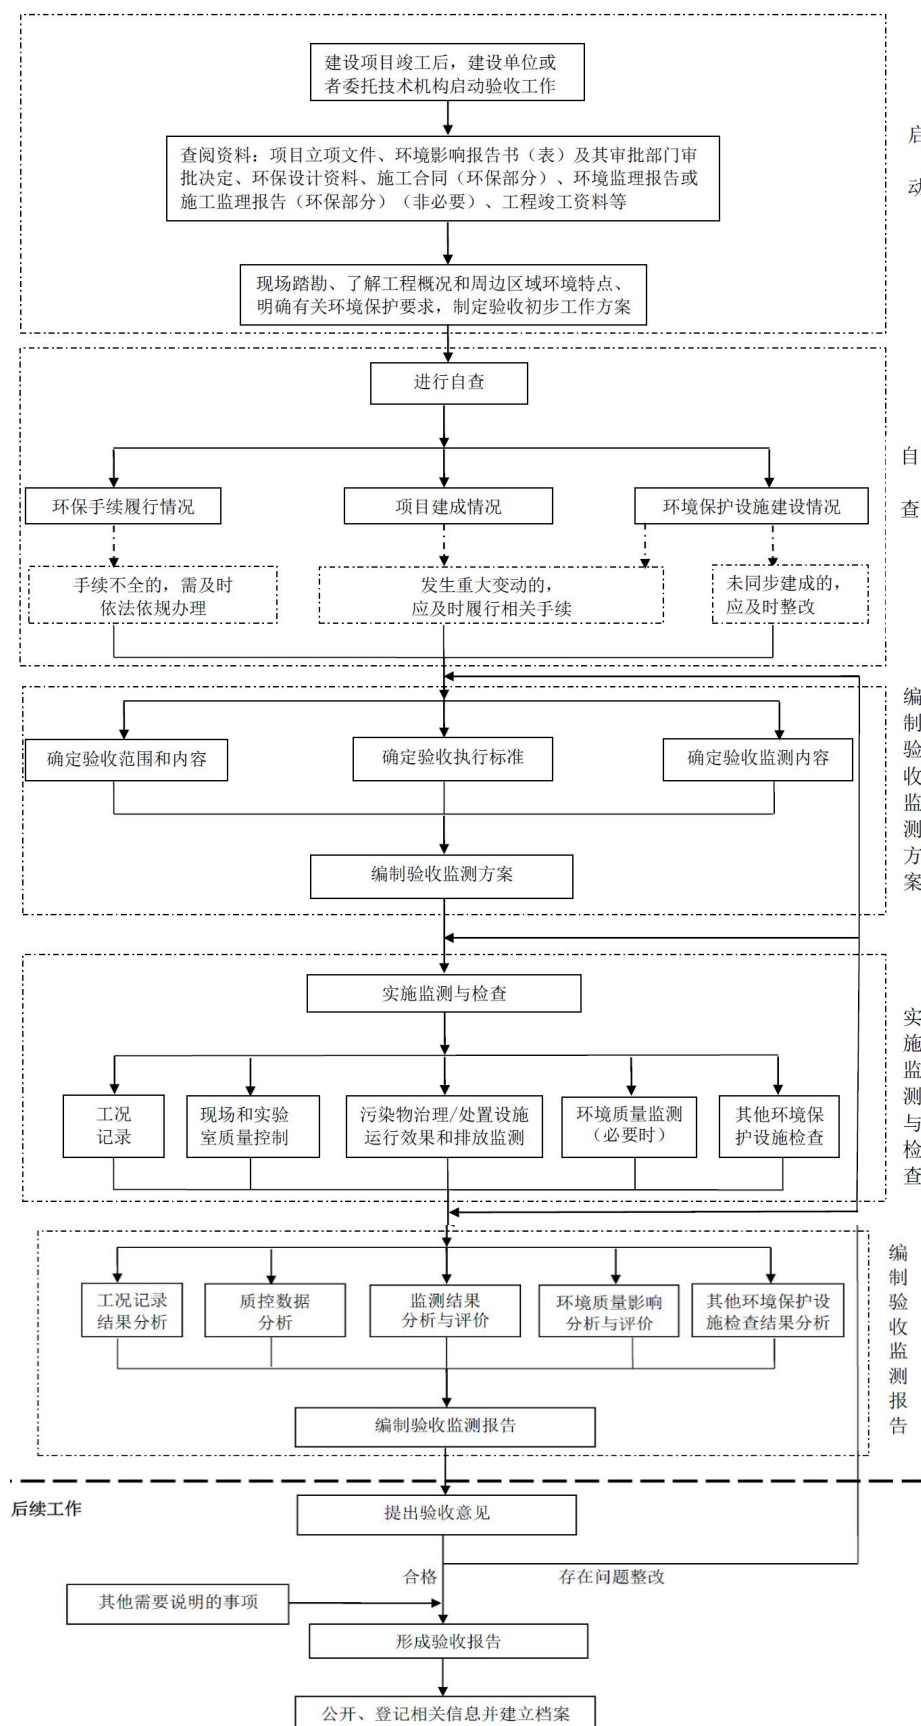 建设项目竣工后，建设单位或
者委托技术机构启动验收工作
启
动
查阅资料：项目立项文件、环境影响报告书（表）及其审批部门审
批决定、环保设计资料、施工合同（环保部分）、环境监理报告或
施工监理报告（环保部分）（非必要）、工程竣工资料等
现场踏勘、了解工程概况和周边区域环境特点、
明确有关环境保护要求，制定验收初步工作方案
进行自查
自
查
环保手续履行情况
项目建成情况
环境保护设施建设情况
手续不全的，需及时
依法依规办理
发生重大变动的，
应及时履行相关手续
未同步建成的，
应及时整改
编
制
验
收
监
测
方
案
确定验收范围和内容
确定验收执行标准
确定验收监测内容
编制验收监测方案
实施监测与检查
实
施
监
测
与
检
查
工况
记录
现场和实验
室质量控制
污染物治理/处置设施
运行效果和排放监测
环境质量监测
（必要时）
其他环境保
护设施检查
编
制
验
收
监
测
报
告
工况记录
结果分析
质控数据
分析
监测结果
分析与评价
环境质量影响
分析与评价
其他环境保护设
施检查结果分析
编制验收监测报告
后续工作
提出验收意见
合格
存在问题整改
其他需要说明的事项
形成验收报告
公开、登记相关信息并建立档案